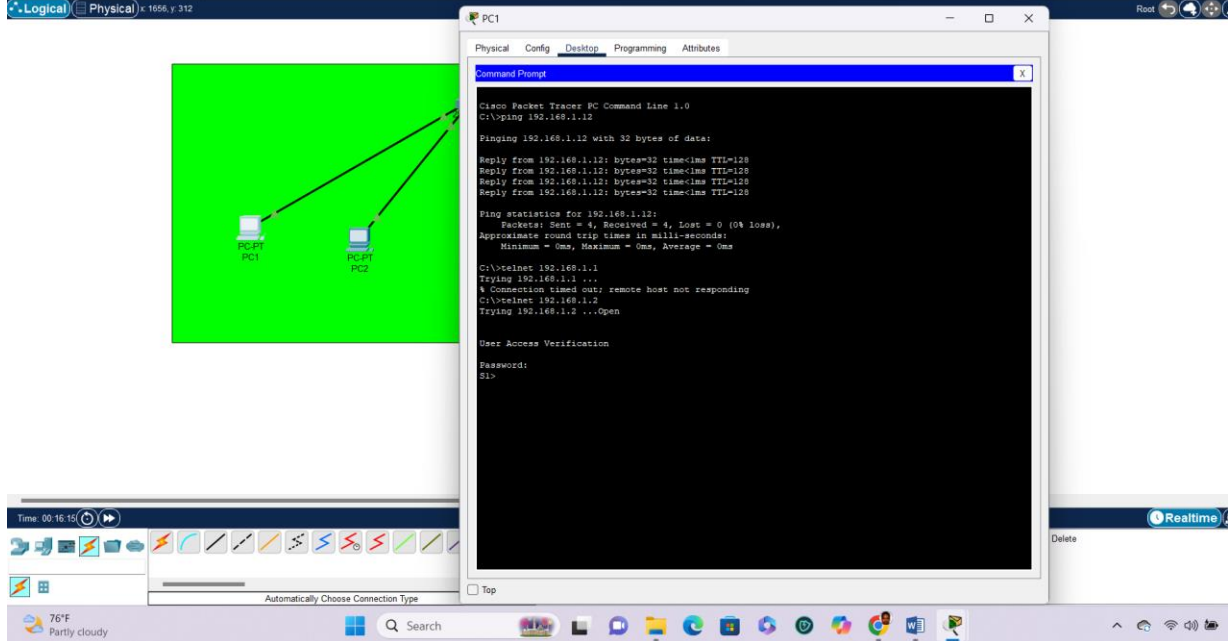 Logical
Physical
x: 1656, y: 312
Root
PC1
Physical Config Desktop Programming Attributes
Command Prompt
X
Cisco Packet Tracer PC Command Line 1.0
C:\>ping 192.168.1.12
Pinging 192.168.1.12 with 32 bytes of data:
Reply from 192.168.1.12: bytes=32 time<1ms TTL=128
Reply from 192.168.1.12: bytes=32 time<1ms TTL=128
Reply from 192.168.1.12: bytes=32 time<1ms TTL=128
Reply from 192.168.1.12: bytes=32 time<1ms TTL=128
Ping statistics for 192.168.1.12:
Packets: Sent = 4, Received = 4, Lost = 0 (0% loss),
Approximate round trip times in milli-seconds:
Minimum = 0ms, Maximum = 0ms, Average = 0ms
C:\>telnet 192.168.1.1
Trying 192.168.1.1 ...
% Connection timed out; remote host not responding
C:\>telnet 192.168.1.2
Trying 192.168.1.2 ...Open
User Access Verification
Password:
S1>
PC-PT
PC1
PC-PT
PC2
Top
Time: 00:16:15
Realtime
Delete
Automatically Choose Connection Type
76°F
Partly cloudy
Search